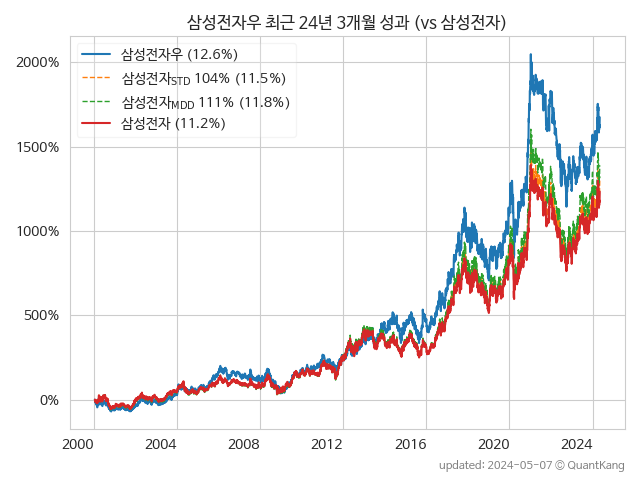 삼성전자우 최근 24년 3개월 성과 (vs 삼성전자)
2000%
1500%
1000%
500%
0%
삼성전자우 (12.6%)
삼성전자STD 104% (11.5%)
삼성전자MDD 111% (11.8%)
삼성전자 (11.2%)
2000 2004 2008 2012 2016 2020 2024
updated: 2024-05-07 © QuantKang